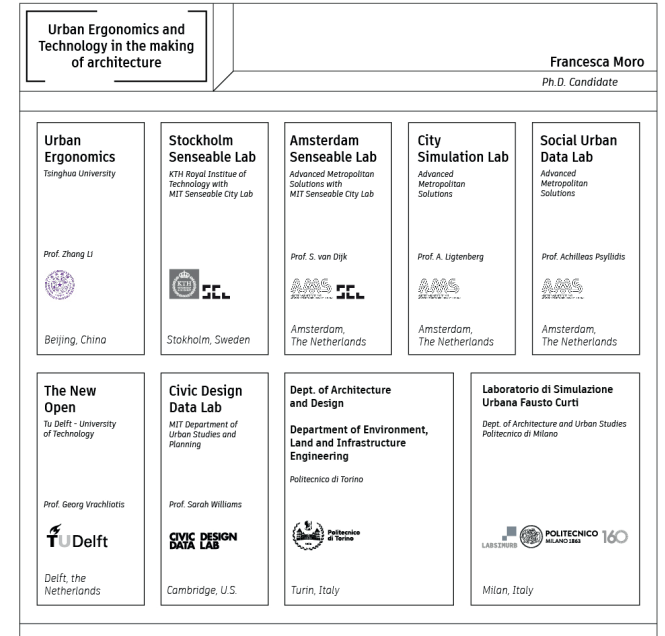 Urban Ergonomics and
Technology in the making
of architecture
Francesca Moro
Ph.D. Candidate
Urban
Ergonomics
Tsinghua University
Prof. Zhang Li
Beijing, China
Stockholm
Senseable Lab
KTH Royal Institue of
Technology with
MIT Senseable City Lab
KTH
SCL
Stokholm, Sweden
Amsterdam
Senseable Lab
Advanced Metropolitan
Solutions with
MIT Senseable City Lab
Prof. S. van Dijk
AMS
SCL
Amsterdam,
The Netherlands
City
Simulation Lab
Advanced
Metropolitan
Solutions
Prof. A. Ligtenberg
AMS
Amsterdam,
The Netherlands
Social Urban
Data Lab
Advanced
Metropolitan
Solutions
Prof. Achilleas Psyllidis
AMS
Amsterdam,
The Netherlands
The New
Open
Tu Delft - University
of Technology
Prof. Georg Vrachliotis
TUDelft
Delft, the
Netherlands
Civic Design
Data Lab
MIT Department of
Urban Studies and
Planning
Prof. Sarah Williams
CIVIC DESIGN
DATA LAB
Cambridge, U.S.
Dept. of Architecture
and Design
Department of Environment,
Land and Infrastructure
Engineering
Politecnico di Torino
Politecnico
di Torino
Turin, Italy
Laboratorio di Simulazione
Urbana Fausto Curti
Dept. of Architecture and Urban Studies
Politecnico di Milano
LABSIMURB
POLITECNICO
MILANO 1863
160
Milan, Italy